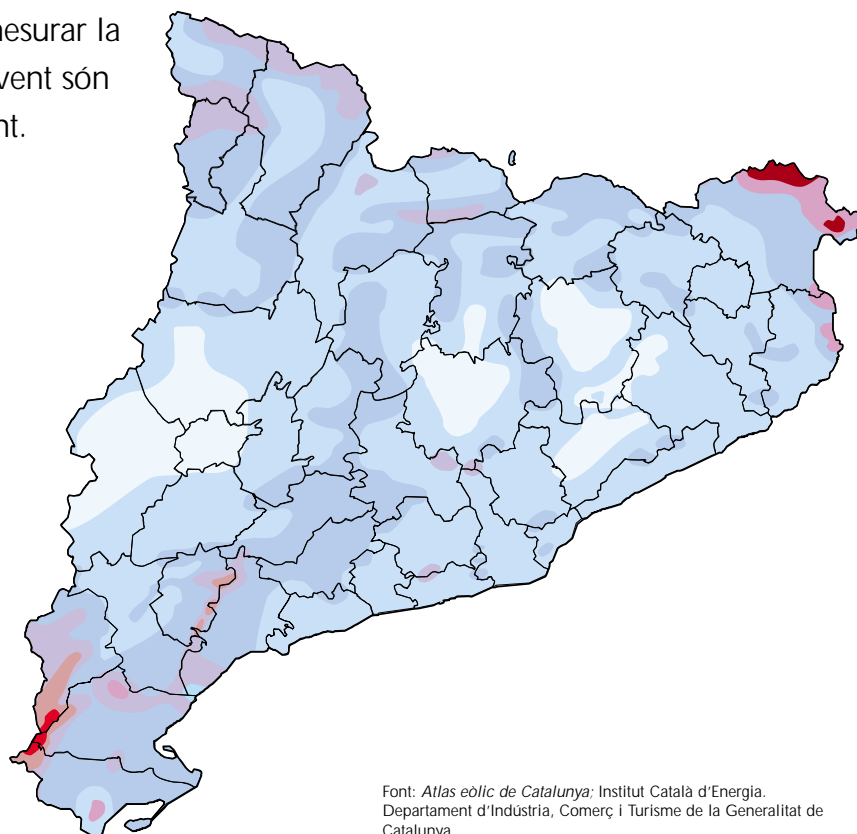 mesurar la
vent són
nt.
Font: Atlas eòlic de Catalunya; Institut Català d'Energia.
Departament d'Indústria, Comerç i Turisme de la Generalitat de
Catalunya